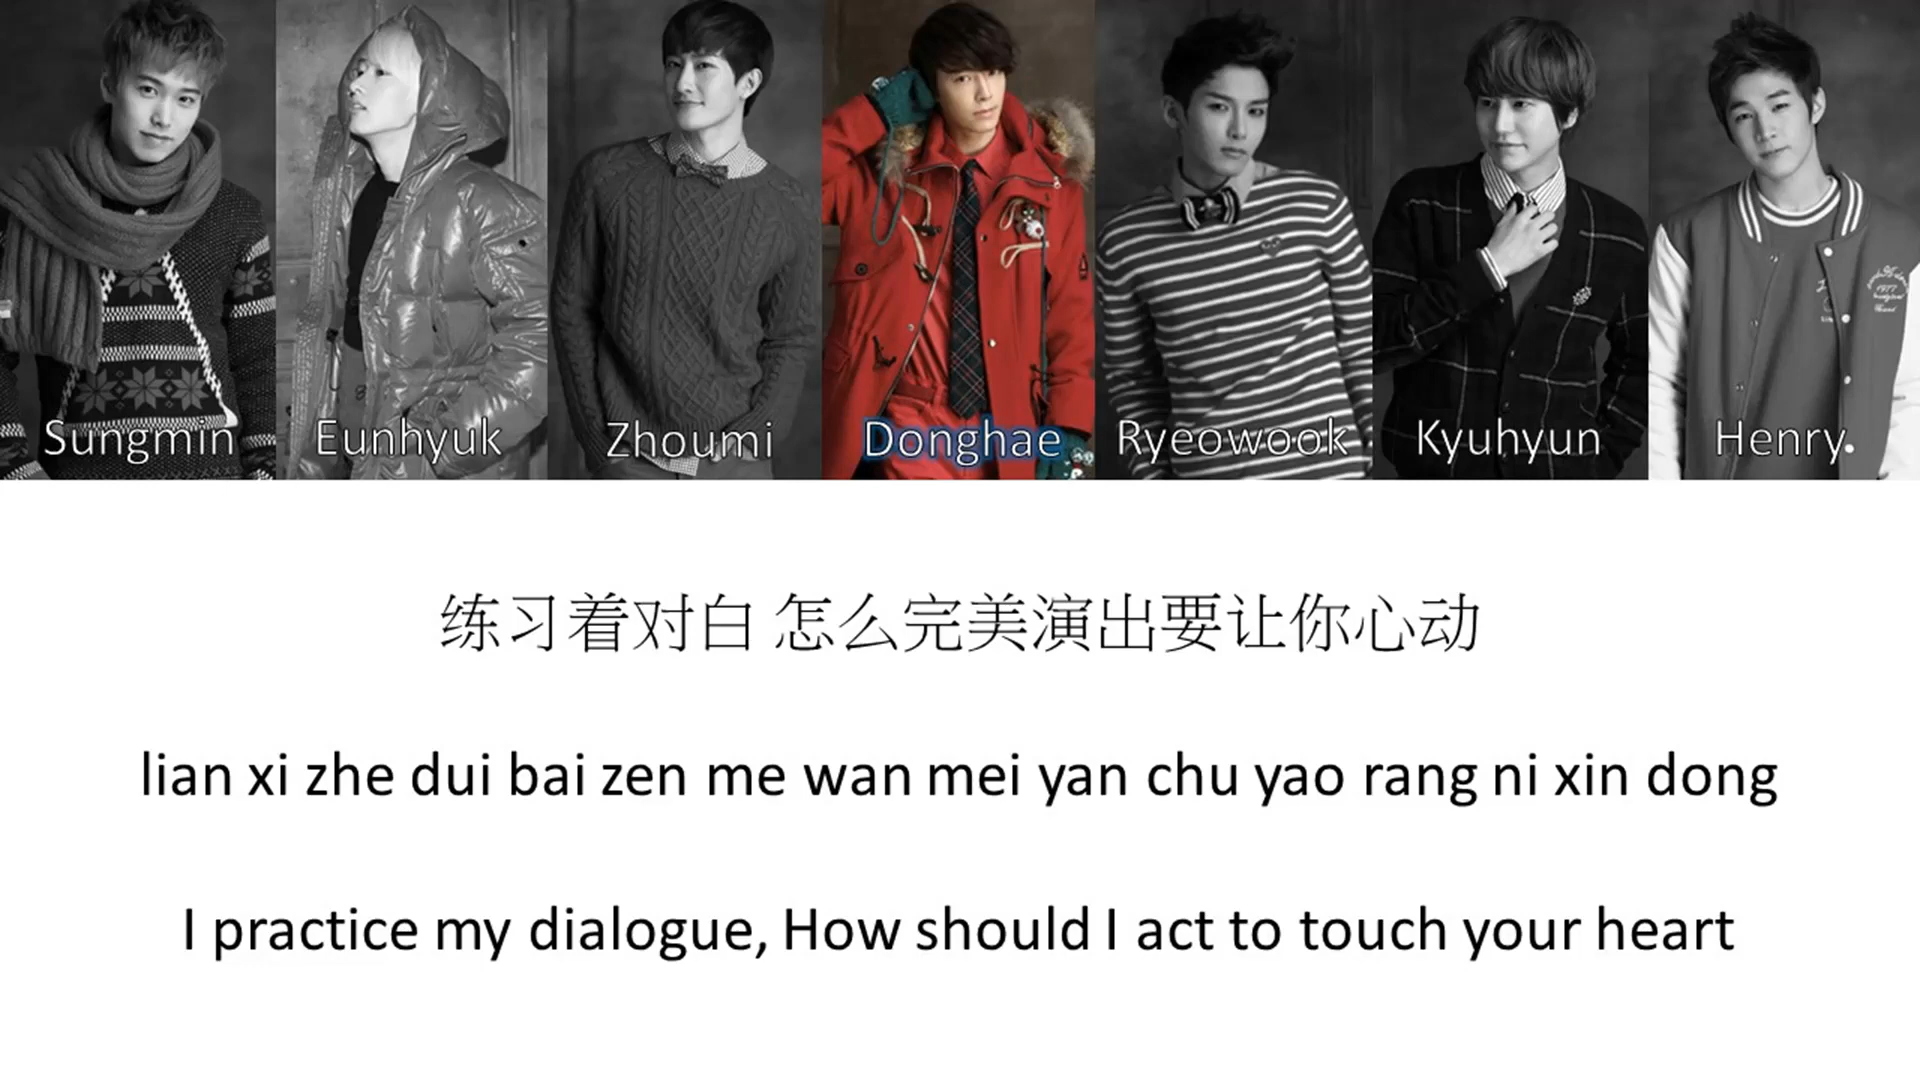 Sungmin Eunhyuk Zhoumi Donghae Ryeowook Kyuhyun Henry
练习着对白 怎么完美演出要让你心动
lian xi zhe dui bai zen me wan mei yan chu yao rang ni xin dong
I practice my dialogue, How should I act to touch your heart